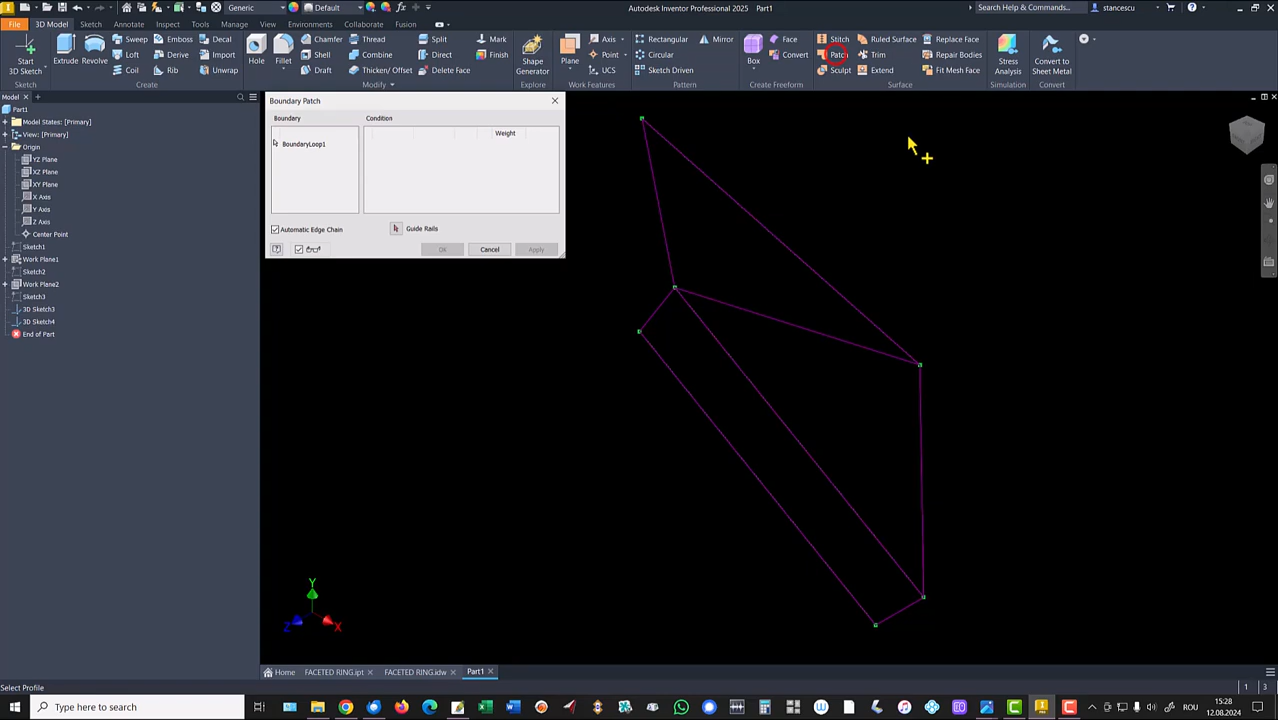 Generic
Default
Autodesk Inventor Professional 2025 Part1
Search Help & Commands...
stancescu
File
3D Model
Sketch
Annotate
Inspect
Tools
Manage
View
Environments
Collaborate
Fusion
Start
3D Sketch
Extrude
Revolve
Sweep
Loft
Coil
Emboss
Derive
Rib
Decal
Import
Unwrap
Hole
Fillet
Chamfer
Shell
Draft
Thread
Combine
Thicken/ Offset
Split
Direct
Delete Face
Mark
Finish
Shape
Generator
Plane
Axis
Point
UCS
Rectangular
Circular
Sketch Driven
Mirror
Box
Face
Convert
Stitch
Patch
Sculpt
Ruled Surface
Trim
Extend
Replace Face
Repair Bodies
Fit Mesh Face
Stress
Analysis
Convert to
Sheet Metal
Sketch
Create
Modify
Explore
Work Features
Pattern
Create Freeform
Surface
Simulation
Convert
Model
Part1
Model States: [Primary]
View: [Primary]
Origin
YZ Plane
XZ Plane
XY Plane
X Axis
Y Axis
Z Axis
Center Point
Sketch1
Work Plane1
Sketch2
Work Plane2
Sketch3
3D Sketch3
3D Sketch4
End of Part
Boundary Patch
Boundary
Condition
Weight
BoundaryLoop1
Automatic Edge Chain
Guide Rails
OK
Cancel
Apply
Y
Z
X
Home
FACETED RING.ipt
FACETED RING.idw
Part1
Select Profile
1
3
Type here to search
ROU
15:28
12.08.2024